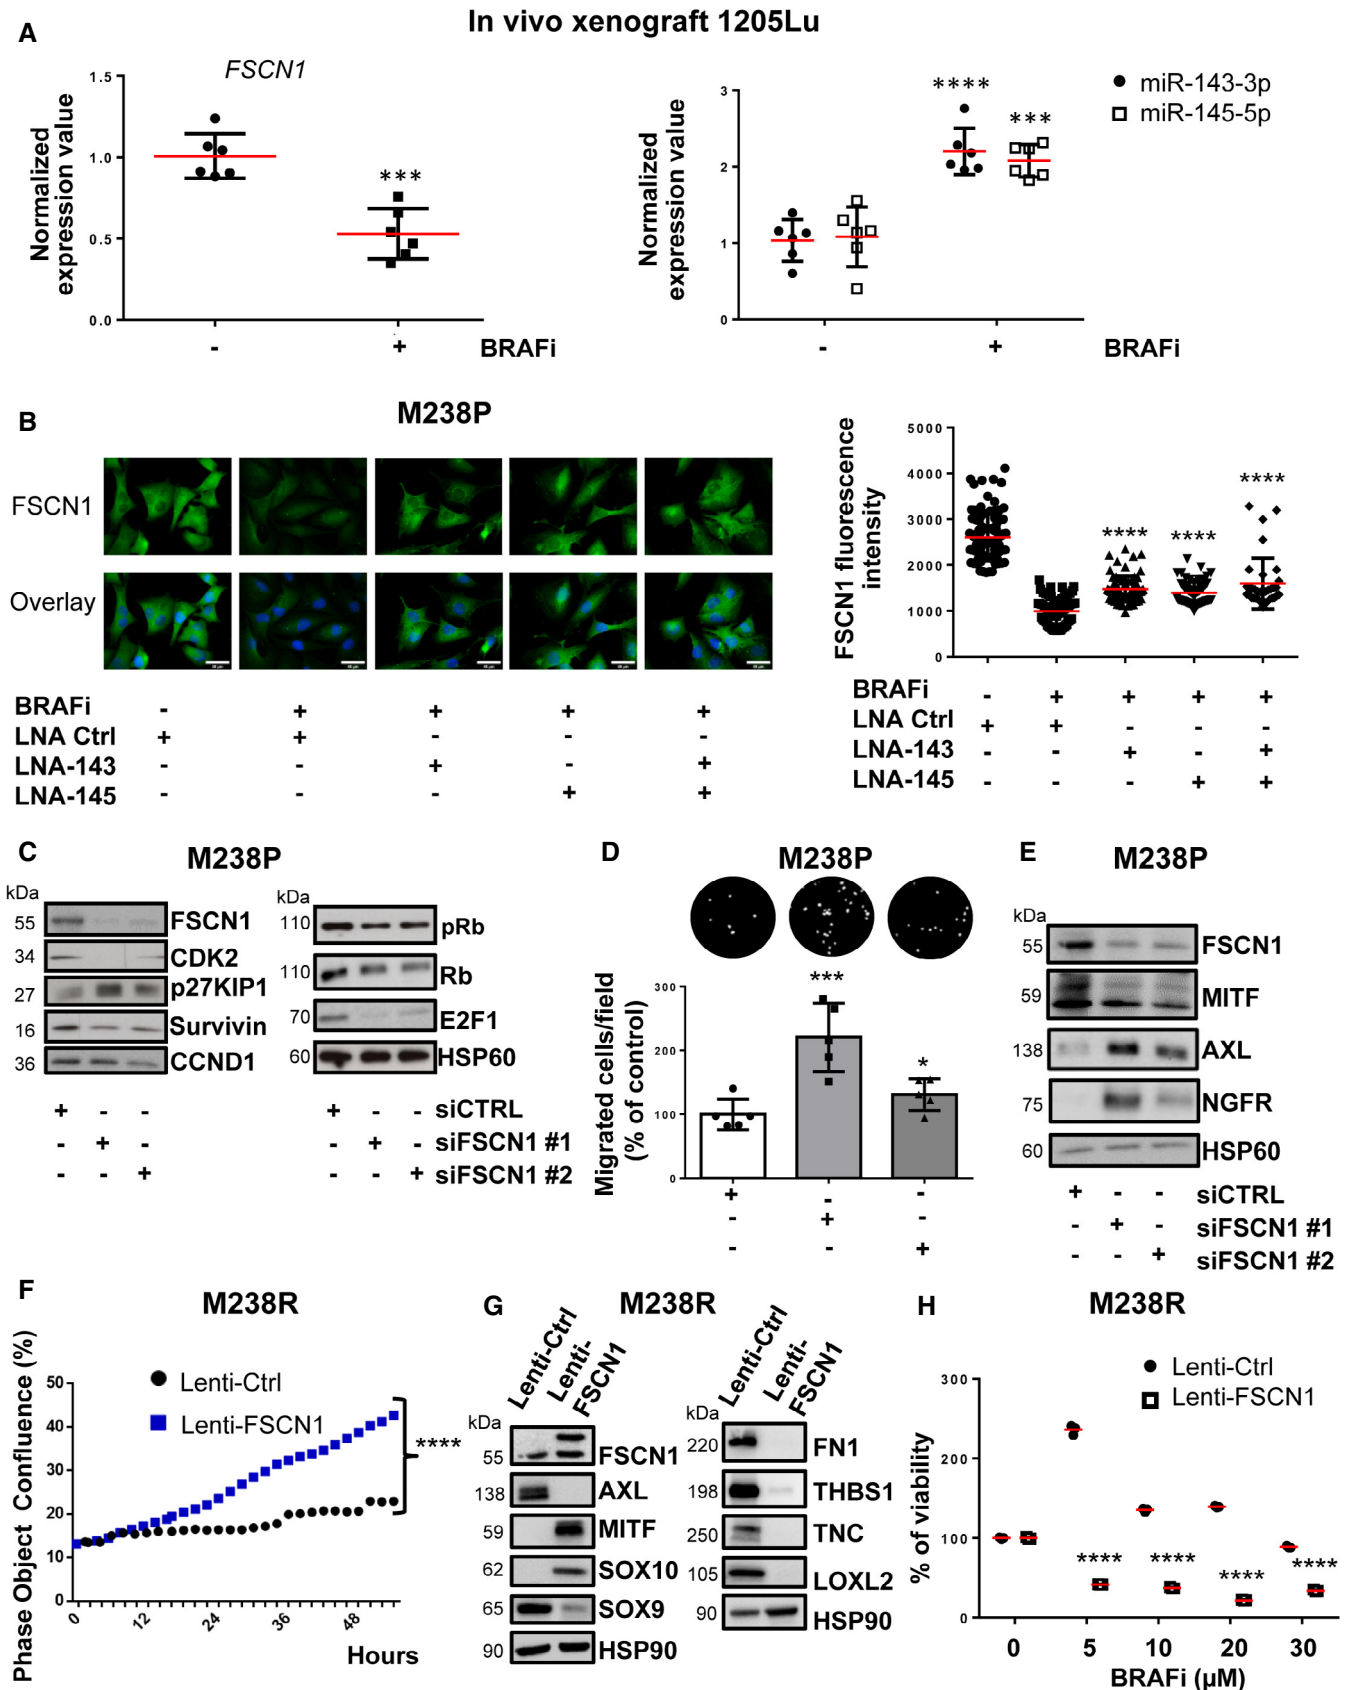 In vivo xenograft 1205Lu
A
FSCN1
Normalized
expression value
1.5
1.0
0.5
0.0
***
- + BRAFi
Normalized
expression value
3
2
1
0
**** ***
- + BRAFi
miR-143-3p
miR-145-5p
B
M238P
FSCN1
Overlay
BRAFi - + + + +
LNA Ctrl + + - - -
LNA-143 - - + - +
LNA-145 - - - + +
FSCN1 fluorescence
intensity
5000
4000
3000
2000
1000
0
**** **** ****
BRAFi - + + + +
LNA Ctrl + + - - -
LNA-143 - - + - +
LNA-145 - - - + +
C
M238P
kDa
55 FSCN1
34 CDK2
27 p27KIP1
16 Survivin
36 CCND1
kDa
110 pRb
110 Rb
70 E2F1
60 HSP60
+ - - + - - siCTRL
- + - - + - siFSCN1 #1
- - + - - + siFSCN1 #2
D
M238P
Migrated cells/field
(% of control)
300
200
100
0
*** *
+ - -
- + -
- - +
E
M238P
kDa
55 FSCN1
59 MITF
138 AXL
75 NGFR
60 HSP60
+ - - siCTRL
- + - siFSCN1 #1
- - + siFSCN1 #2
F
M238R
Phase Object Confluence (%)
50
40
30
20
10
0
Lenti-Ctrl
Lenti-FSCN1
****
0 12 24 36 48
Hours
G
M238R
Lenti-Ctrl
Lenti-
FSCN1
kDa
55 FSCN1
138 AXL
59 MITF
62 SOX10
65 SOX9
90 HSP90
Lenti-Ctrl
Lenti-
FSCN1
kDa
220 FN1
198 THBS1
250 TNC
105 LOXL2
90 HSP90
H
M238R
Lenti-Ctrl
Lenti-FSCN1
% of viability
300
200
100
0
**** **** **** ****
0 5 10 20 30
BRAFi (µM)